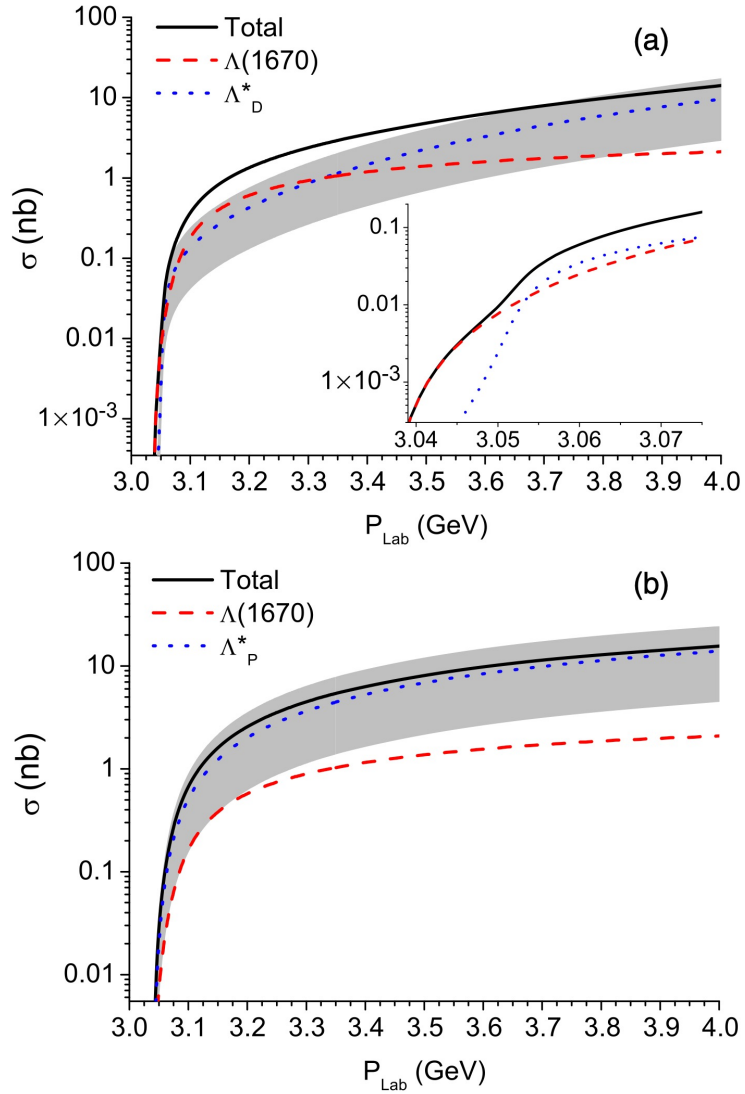 (a)
Total
Λ(1670)
Λ*D
σ (nb)
100
10
1
0.1
0.01
1×10-3
0.1
0.01
1×10-3
3.04 3.05 3.06 3.07
3.0 3.1 3.2 3.3 3.4 3.5 3.6 3.7 3.8 3.9 4.0
PLab (GeV)
(b)
Total
Λ(1670)
Λ*P
σ (nb)
100
10
1
0.1
0.01
3.0 3.1 3.2 3.3 3.4 3.5 3.6 3.7 3.8 3.9 4.0
PLab (GeV)